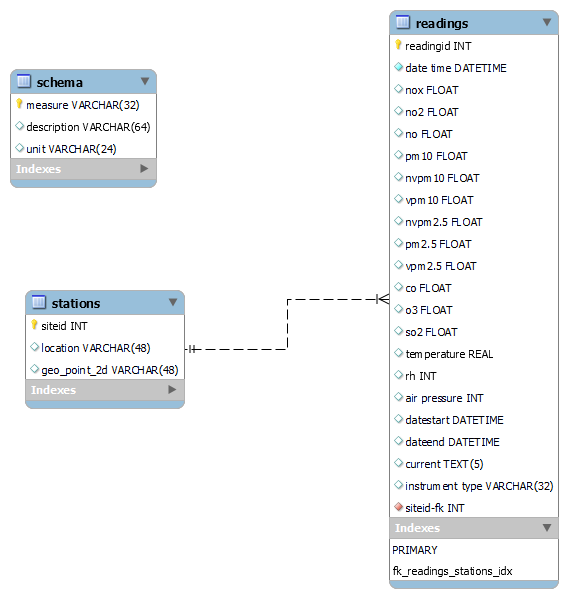 schema
measure VARCHAR(32)
description VARCHAR(64)
unit VARCHAR(24)
Indexes
stations
siteid INT
location VARCHAR(48)
geo_point_2d VARCHAR(48)
Indexes
readings
readingid INT
date time DATETIME
nox FLOAT
no2 FLOAT
no FLOAT
pm10 FLOAT
nvpm10 FLOAT
vpm10 FLOAT
nvpm2.5 FLOAT
pm2.5 FLOAT
vpm2.5 FLOAT
co FLOAT
o3 FLOAT
so2 FLOAT
temperature REAL
rh INT
air pressure INT
datestart DATETIME
dateend DATETIME
current TEXT(5)
instrument type VARCHAR(32)
siteid-fk INT
Indexes
PRIMARY
fk_readings_stations_idx